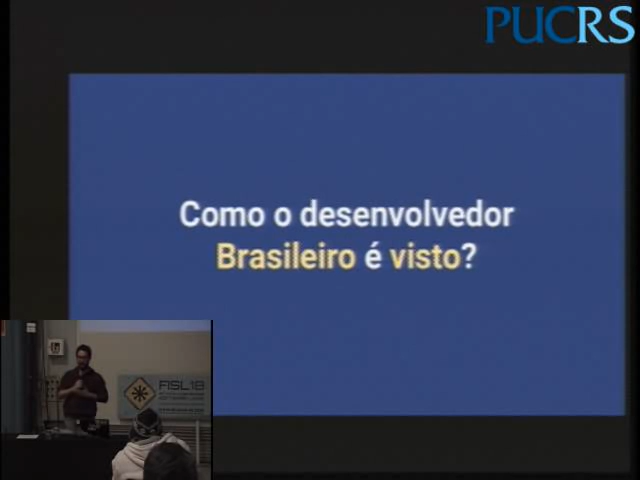 PUCRS
Como o desenvolvedor
Brasileiro é visto?
FISL18